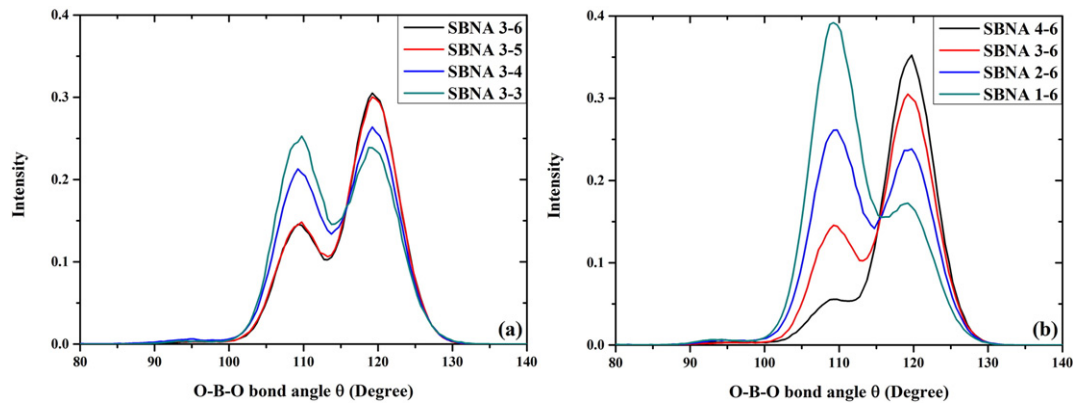 SBNA 3-6
SBNA 3-5
SBNA 3-4
SBNA 3-3
0.4
0.3
0.2
0.1
0.0
Intensity
80
90
100
110
120
130
140
O-B-O bond angle θ (Degree)
(a)
SBNA 4-6
SBNA 3-6
SBNA 2-6
SBNA 1-6
0.4
0.3
0.2
0.1
0.0
Intensity
80
90
100
110
120
130
140
O-B-O bond angle θ (Degree)
(b)